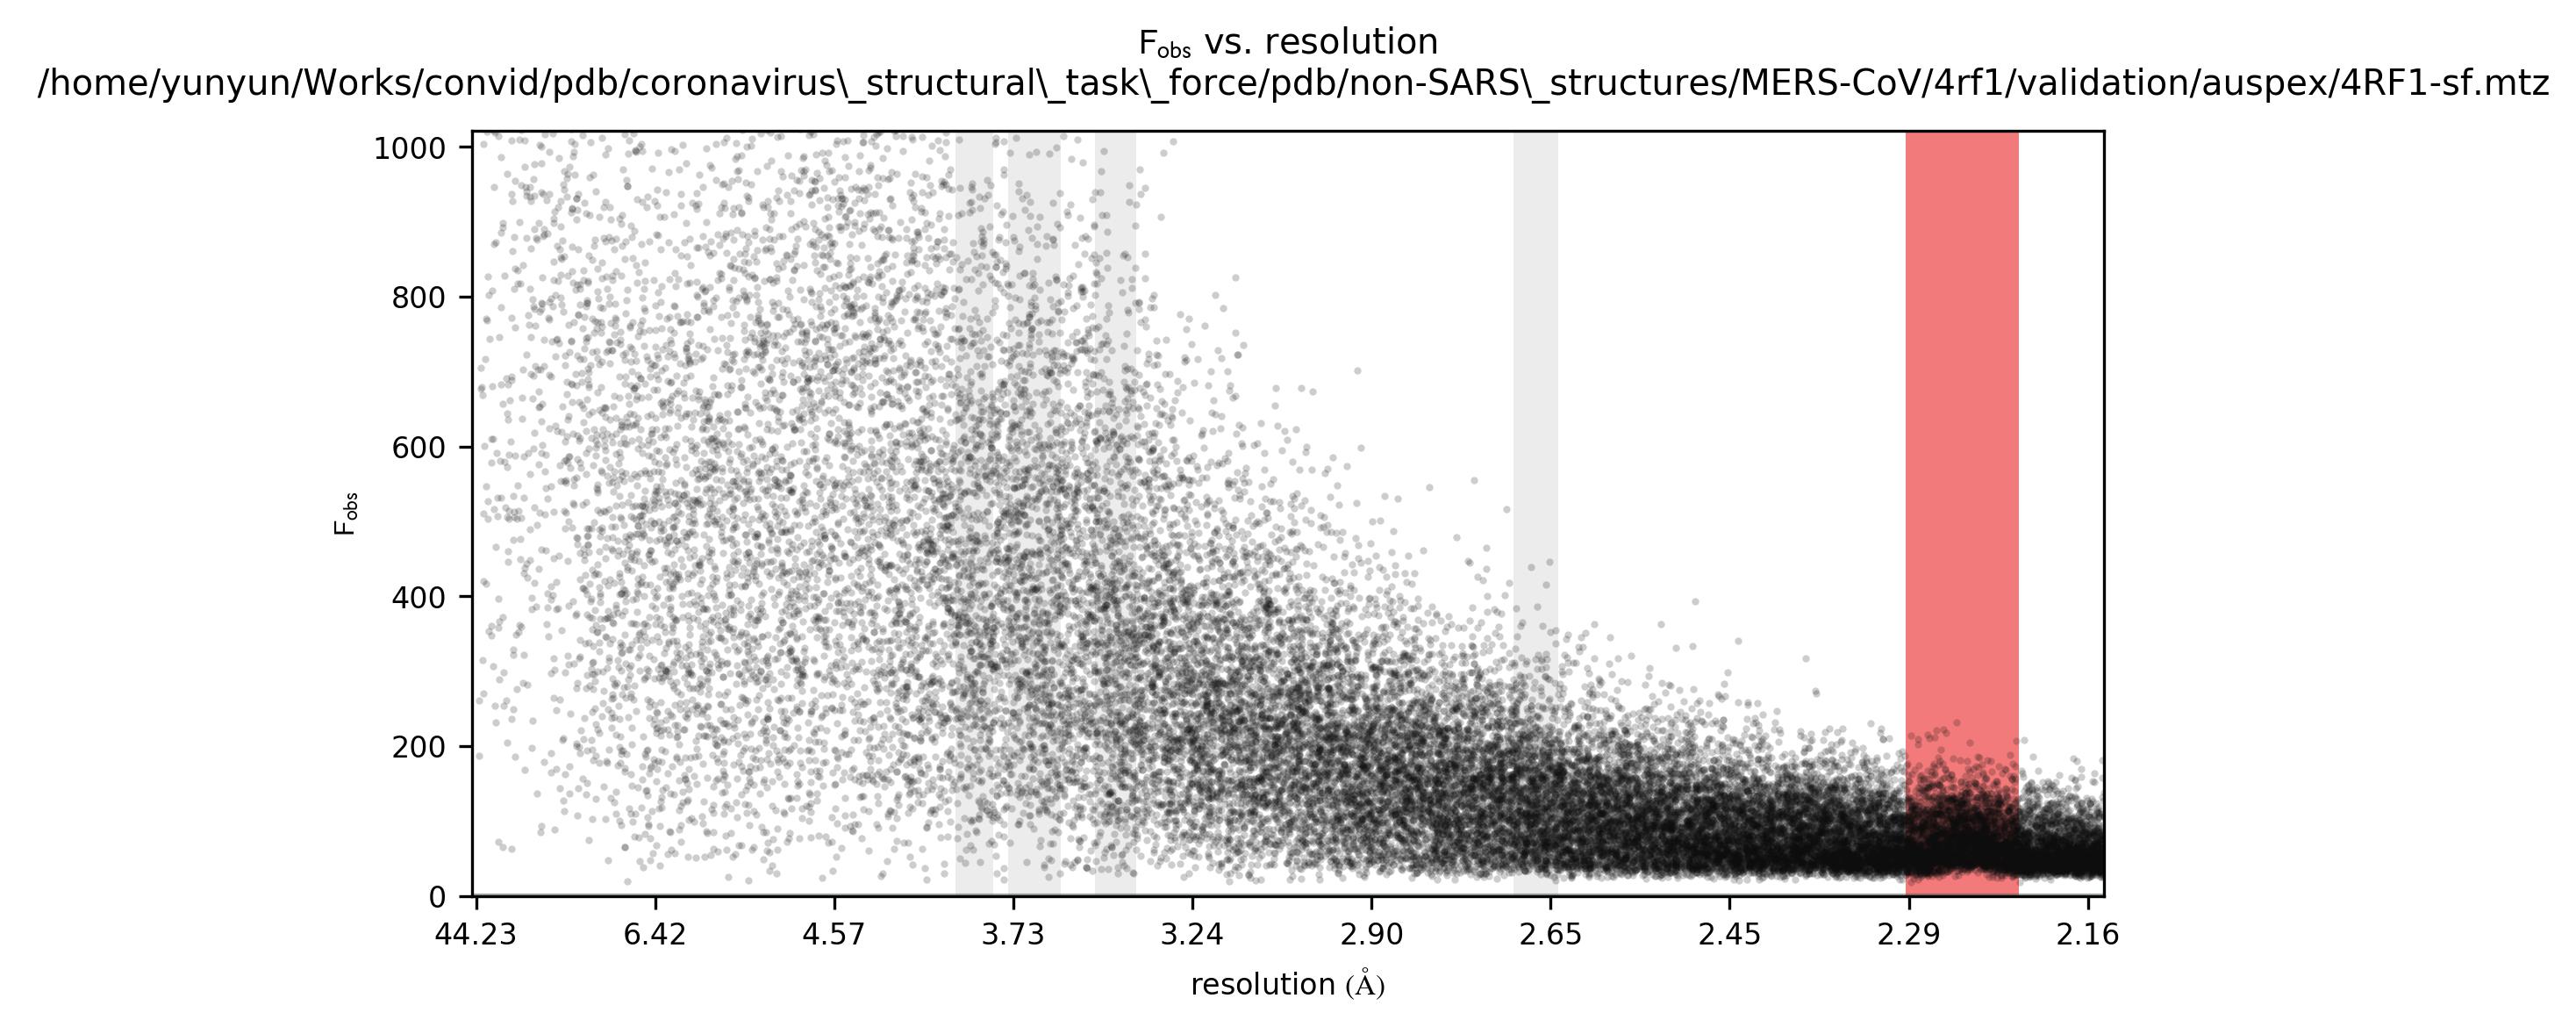 F_obs vs. resolution
/home/yunyun/Works/convid/pdb/coronavirus\_structural\_task\_force/pdb/non-SARS\_structures/MERS-CoV/4rf1/validation/auspex/4RF1-sf.mtz
1000
800
600
400
200
0
F_obs
44.23 6.42 4.57 3.73 3.24 2.90 2.65 2.45 2.29 2.16
resolution (Å)